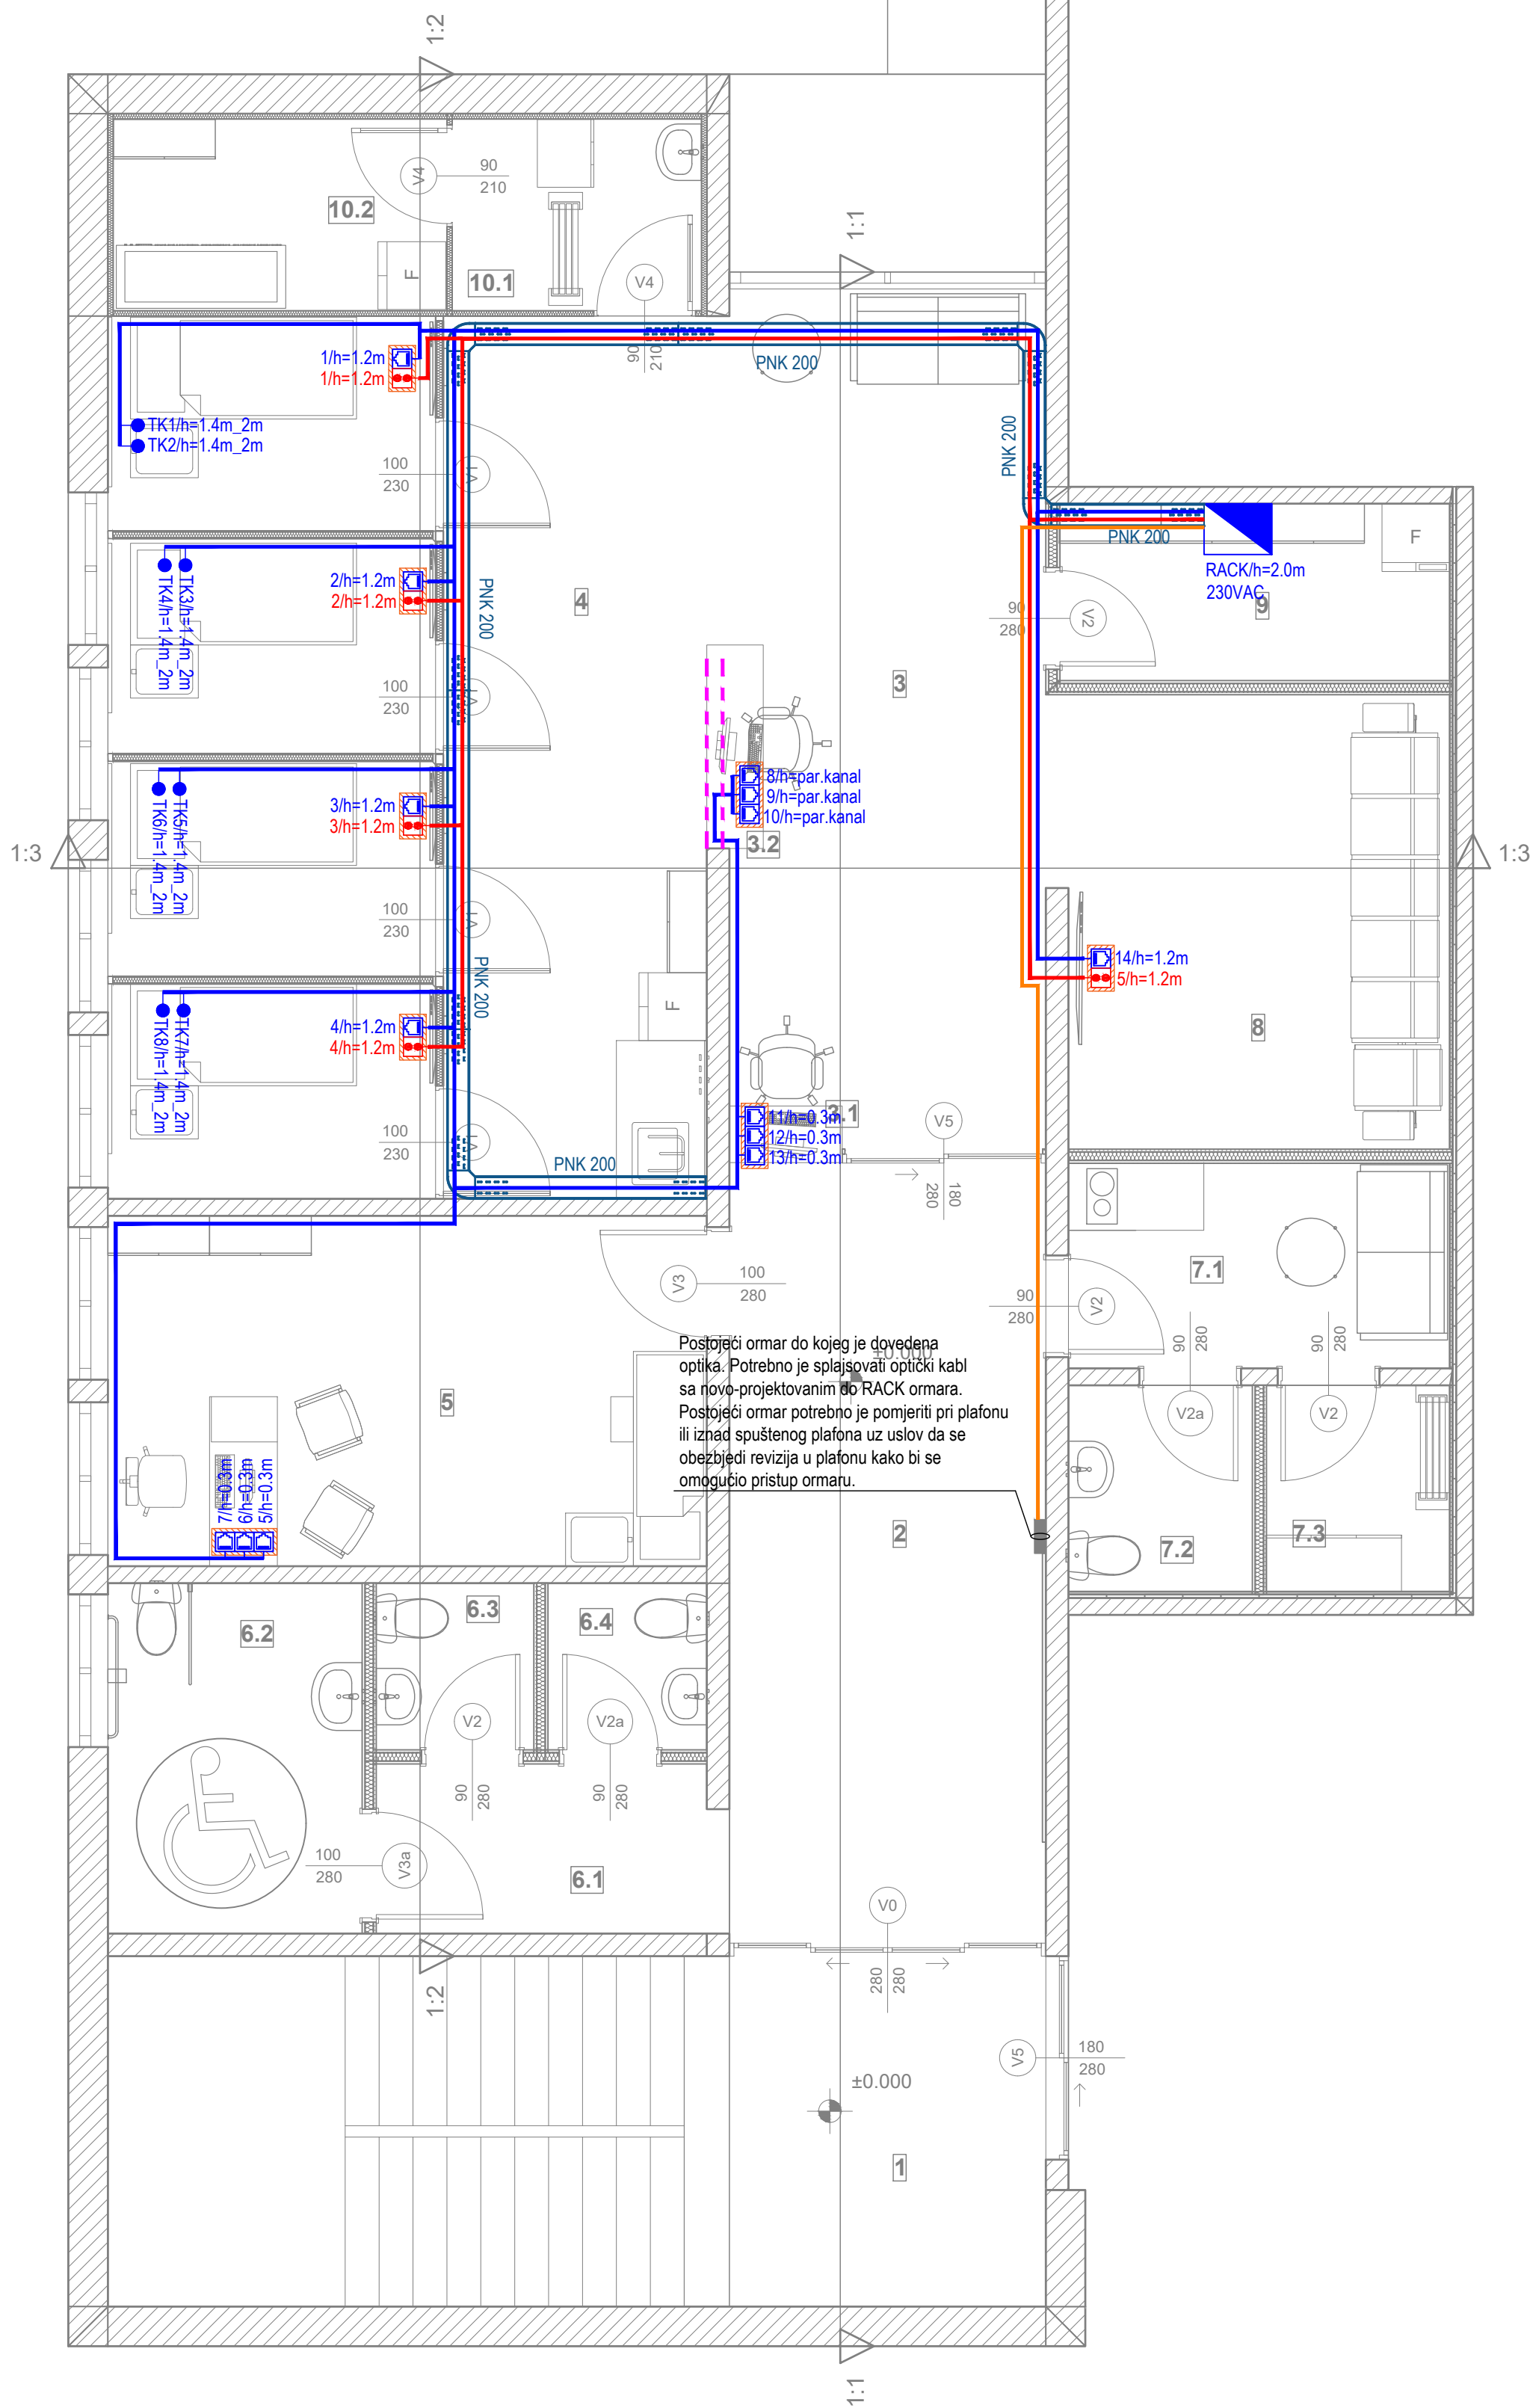 1:2
V4
90
210
10.2
F
10.1
V4
90
210
1:1
1/h=1.2m
1/h=1.2m
PNK 200
TK1/h=1.4m_2m
TK2/h=1.4m_2m
PNK 200
100
230
PNK 200
F
RACK/h=2.0m
230VAC
9
2/h=1.2m
2/h=1.2m
TK3/h=1.4m_2m
TK4/h=1.4m_2m
PNK 200
4
90
280
V2
3
100
230
8/h=par.kanal
9/h=par.kanal
10/h=par.kanal
3.2
3/h=1.2m
3/h=1.2m
TK5/h=1.4m_2m
TK6/h=1.4m_2m
1:3
1:3
100
230
PNK 200
F
14/h=1.2m
5/h=1.2m
8
4/h=1.2m
4/h=1.2m
TK7/h=1.4m_2m
TK8/h=1.4m_2m
3.1
11/h=0.3m
12/h=0.3m
13/h=0.3m
V5
180
280
100
230
PNK 200
V3
100
280
7.1
90
280
V2
90
280
90
280
±0.000
Postojeći ormar do kojeg je dovedena
optika. Potrebno je splajsovati optički kabl
sa novo-projektovanim do RACK ormara.
Postojeći ormar potrebno je pomjeriti pri plafonu
ili iznad spuštenog plafona uz uslov da se
obezbjedi revizija u plafonu kako bi se
omogućio pristup ormaru.
5
V2a
V2
7/h=0.3m
6/h=0.3m
5/h=0.3m
2
7.2
7.3
6.2
6.3
6.4
V2
V2a
90
280
90
280
100
280
V3a
6.1
V0
280
280
1:2
V5
180
280
±0.000
1
1:1